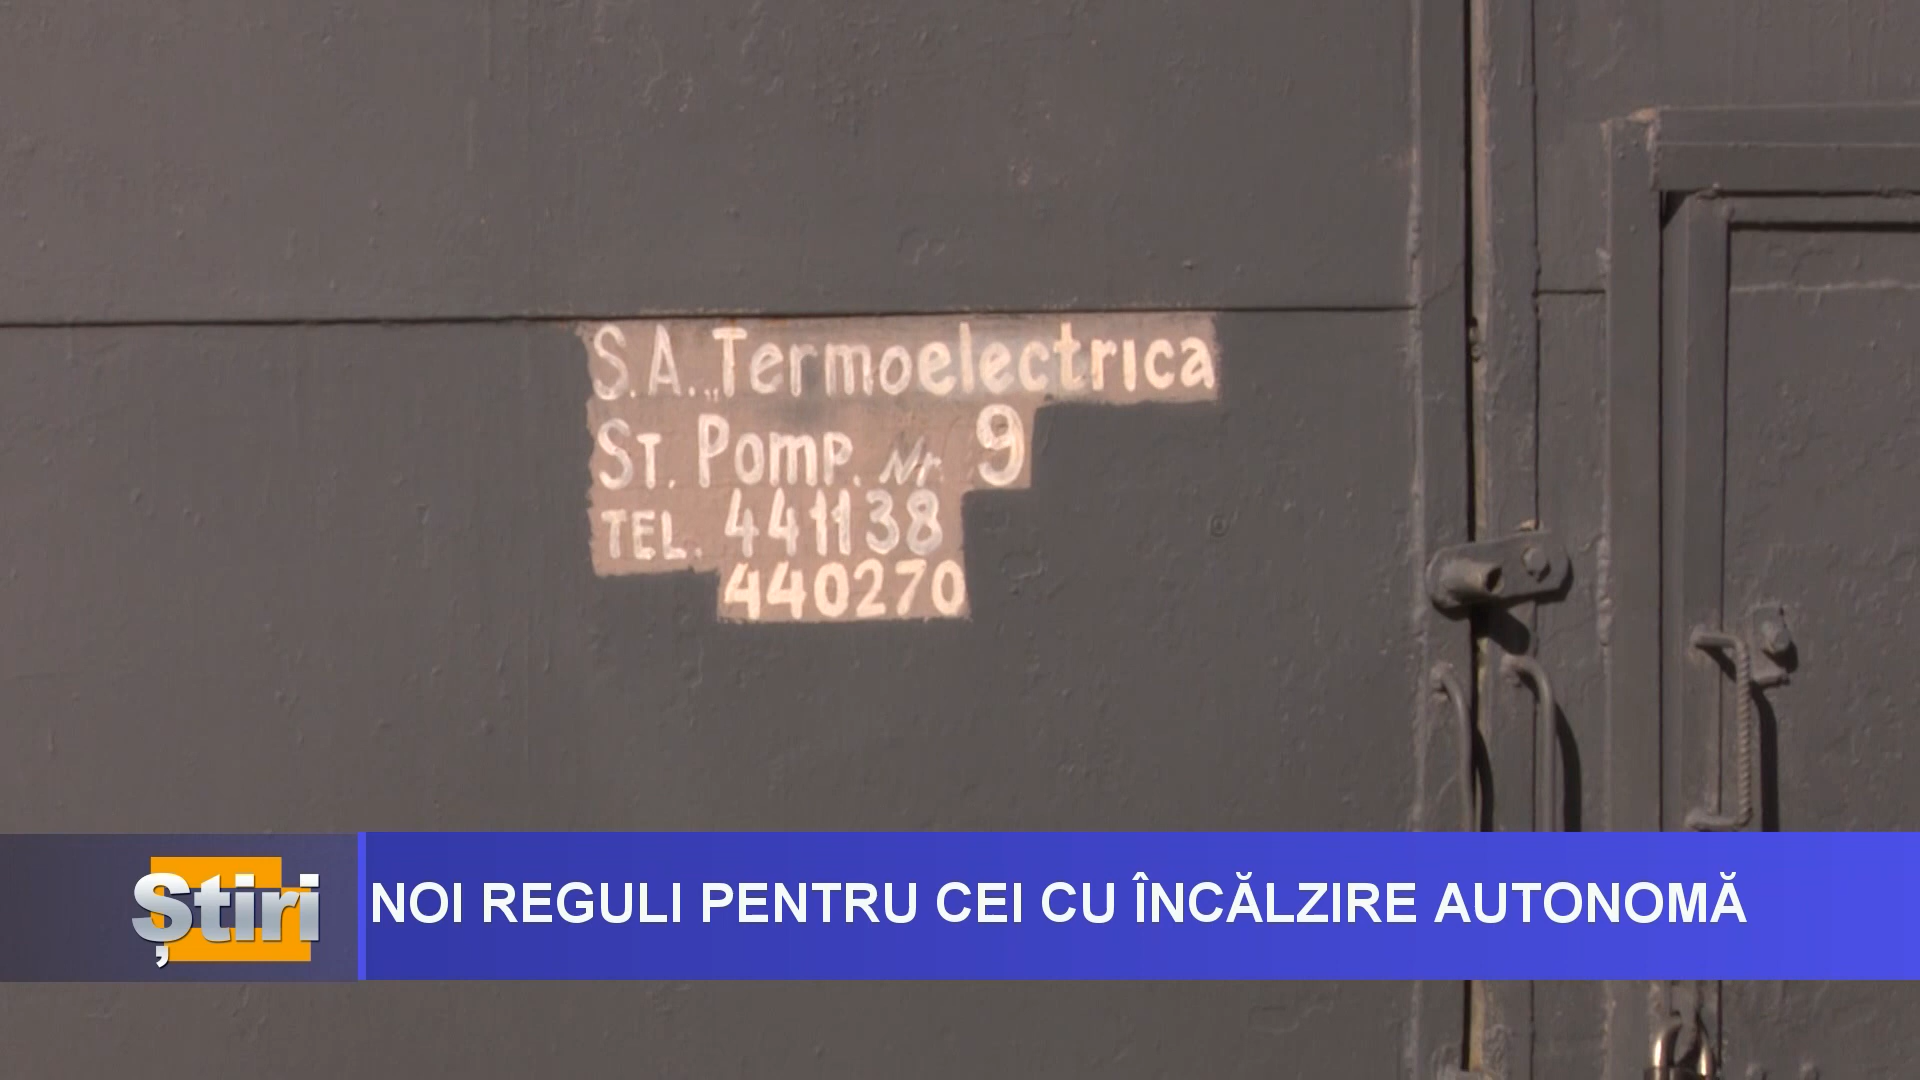 S.A. „Termoelectrica
St. Pomp. Nr. 9
TEL. 441138
440270
Știri
NOI REGULI PENTRU CEI CU ÎNCĂLZIRE AUTONOMĂ